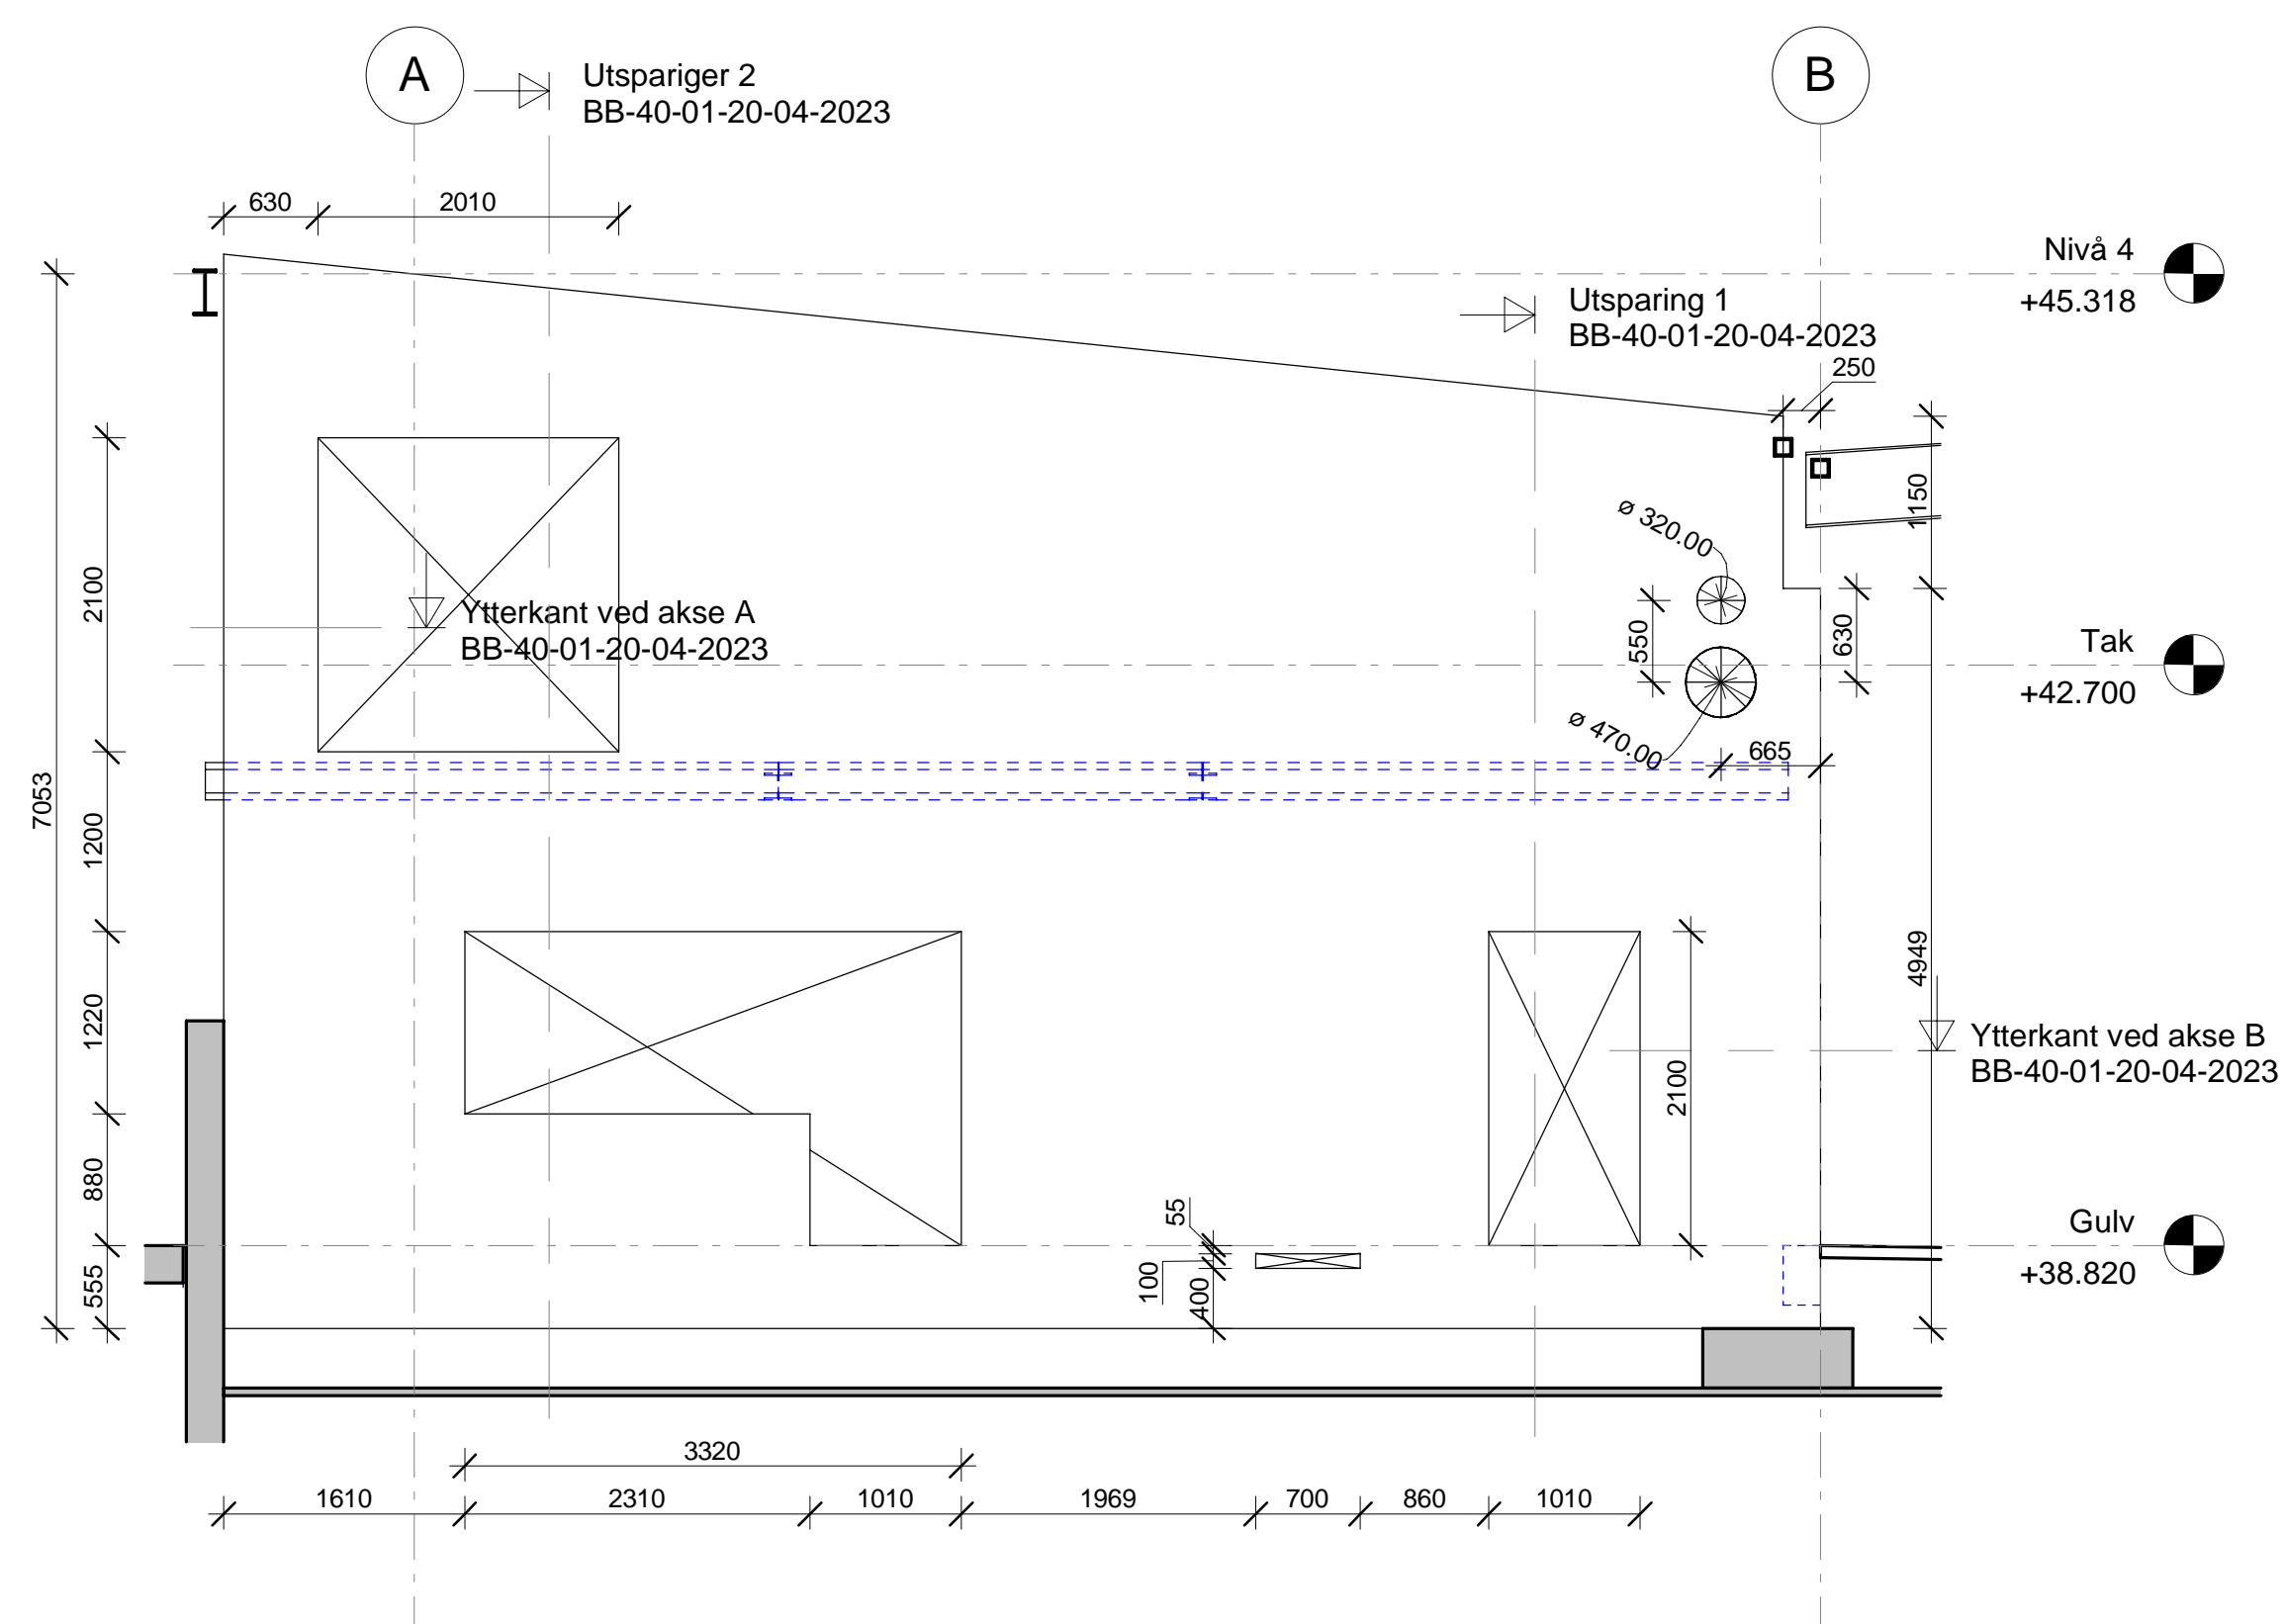 A
Utspariger 2
BB-40-01-20-04-2023
B
630
2010
Nivå 4
+45.318
Utsparing 1
BB-40-01-20-04-2023
250
1150
ø 320.00
2100
Ytterkant ved akse A
BB-40-01-20-04-2023
550
630
Tak
+42.700
ø 470.00
665
7053
1200
4949
1220
2100
Ytterkant ved akse B
BB-40-01-20-04-2023
880
55
Gulv
+38.820
555
100
400
3320
1610
2310
1010
1969
700
860
1010